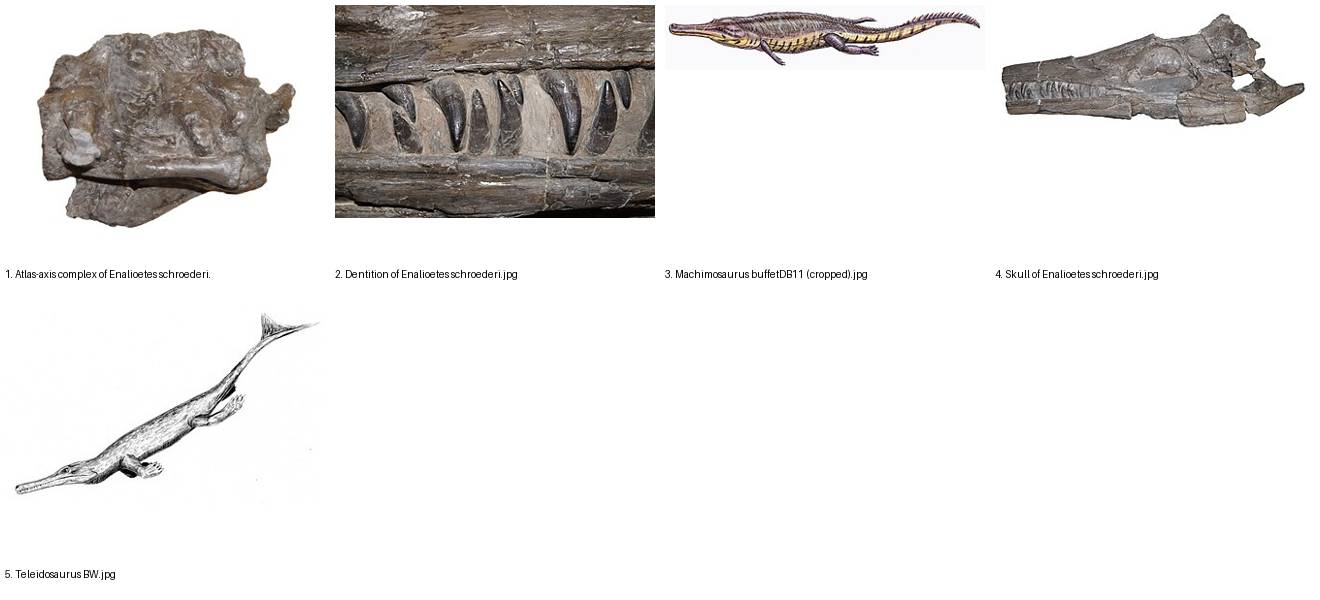 1. Atlas-axis complex of Enalioetes schroederi.
2. Dentition of Enalioetes schroederi.jpg
3. Machimosaurus buffetDB11 (cropped).jpg
4. Skull of Enalioetes schroederi.jpg
5. Teleidosaurus BW.jpg